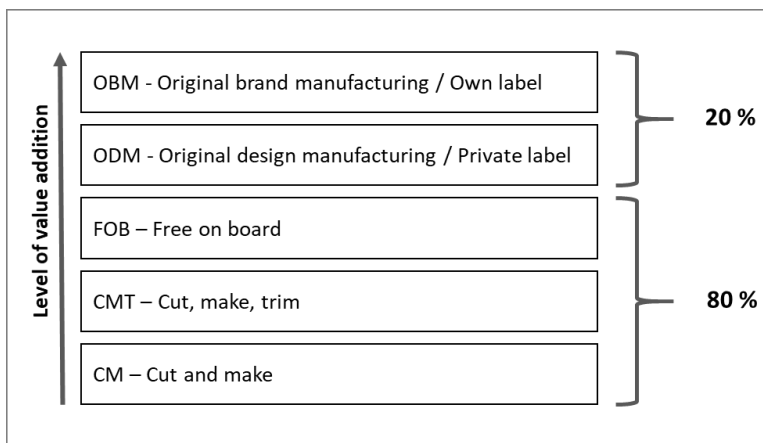 OBM - Original brand manufacturing / Own label
20 %
ODM - Original design manufacturing / Private label
FOB – Free on board
CMT – Cut, make, trim
80 %
CM – Cut and make
Level of value addition